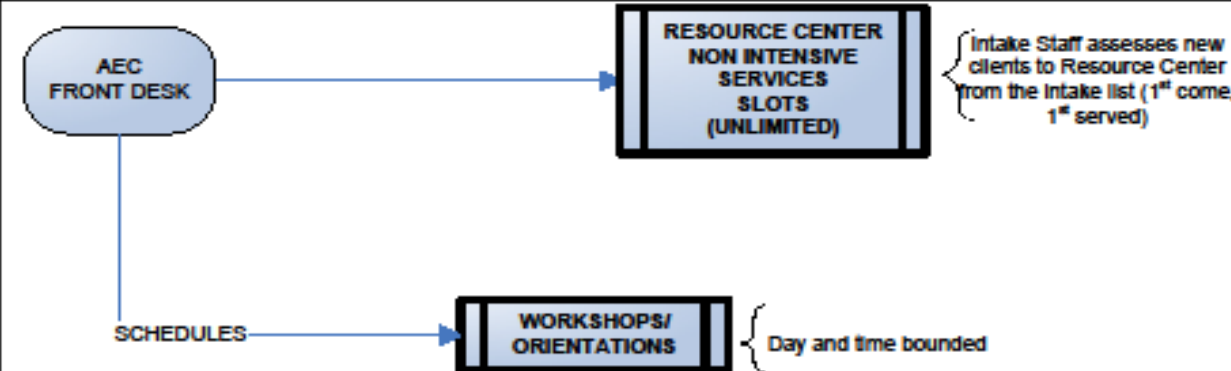 AEC
FRONT DESK
RESOURCE CENTER
NON INTENSIVE
SERVICES
SLOTS
(UNLIMITED)
Intake Staff assesses new
clients to Resource Center
from the intake list (1st come,
1st served)
SCHEDULES
WORKSHOPS/
ORIENTATIONS
Day and time bounded